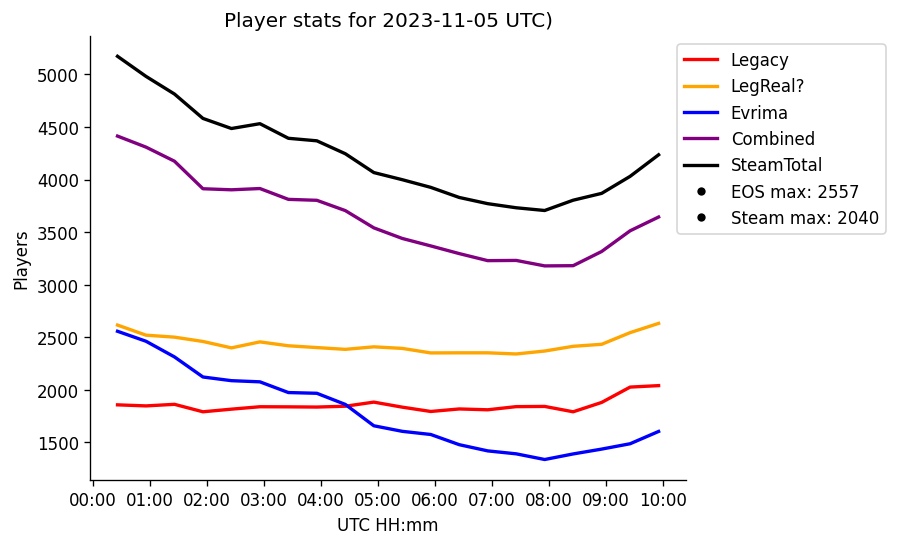 Player stats for 2023-11-05 UTC)
Players
5000
4500
4000
3500
3000
2500
2000
1500
00:00 01:00 02:00 03:00 04:00 05:00 06:00 07:00 08:00 09:00 10:00
UTC HH:mm
Legacy
LegReal?
Evrima
Combined
SteamTotal
EOS max: 2557
Steam max: 2040